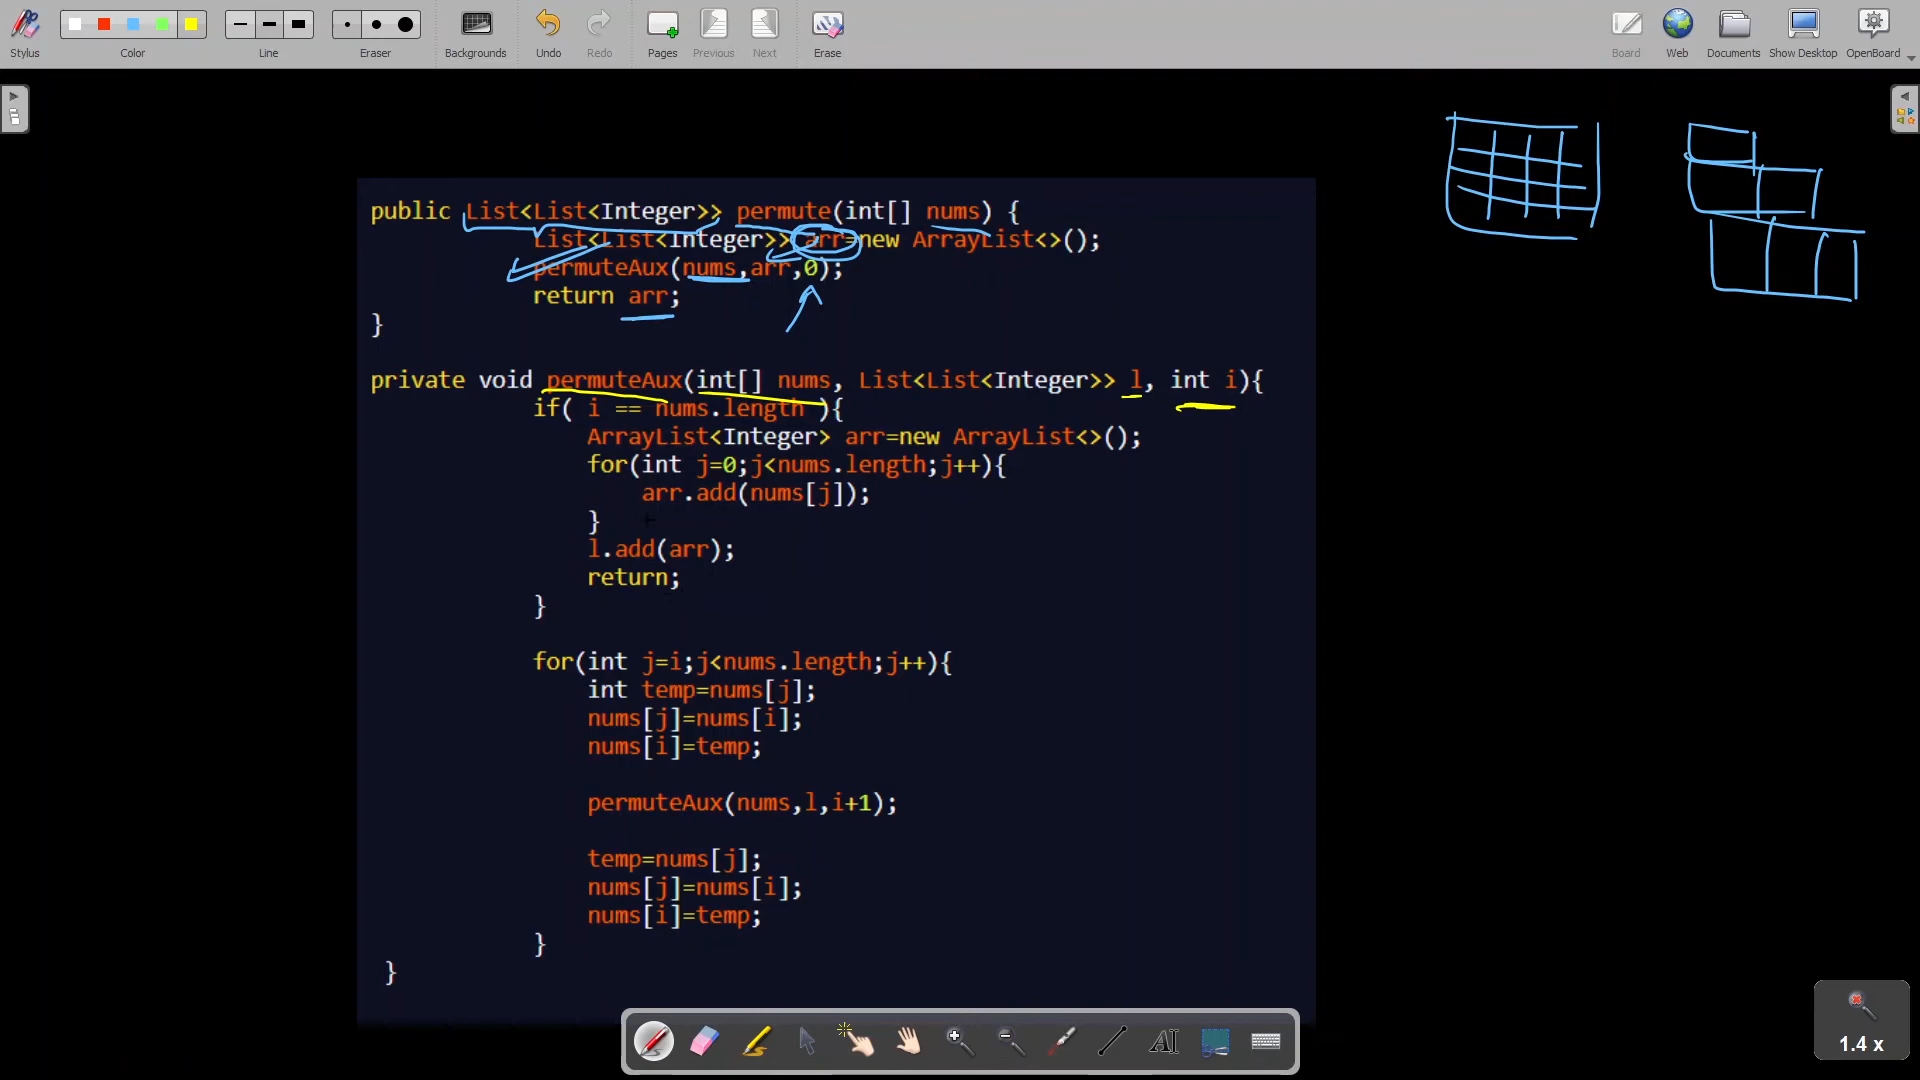 Stylus Color Line Eraser Backgrounds Undo Redo Pages Previous Next Erase Board Web Documents Show Desktop OpenBoard
public List<List<Integer>> permute(int[] nums) {
List<List<Integer>> arr=new ArrayList<>();
permuteAux(nums,arr,0);
return arr;
}
private void permuteAux(int[] nums, List<List<Integer>> l, int i){
if( i == nums.length ){
ArrayList<Integer> arr=new ArrayList<>();
for(int j=0;j<nums.length;j++){
arr.add(nums[j]);
}
l.add(arr);
return;
}
for(int j=i;j<nums.length;j++){
int temp=nums[j];
nums[j]=nums[i];
nums[i]=temp;
permuteAux(nums,l,i+1);
temp=nums[j];
nums[j]=nums[i];
nums[i]=temp;
}
}
AI
1.4 x